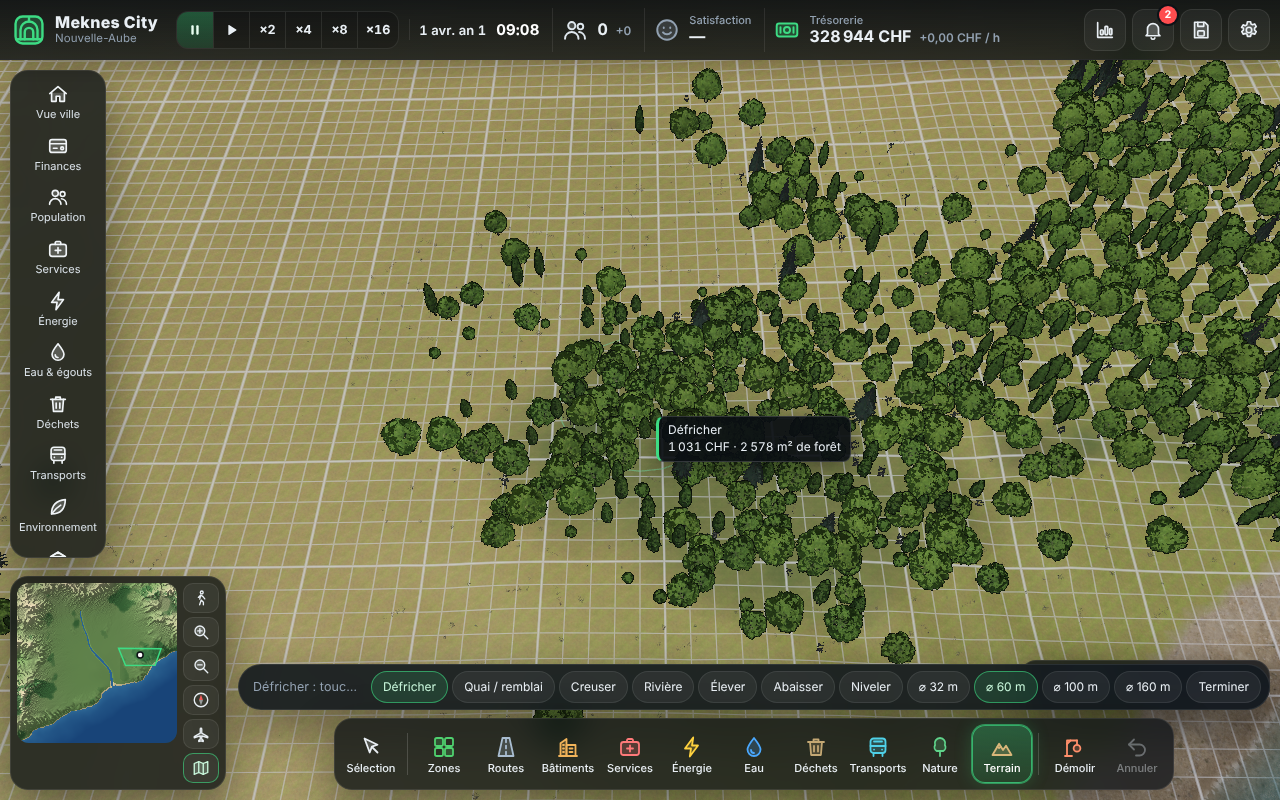 Meknes City
Nouvelle-Aube
×2 ×4 ×8 ×16
1 avr. an 1 09:08
0 +0
Satisfaction
—
Trésorerie
328 944 CHF +0,00 CHF / h
2
Vue ville
Finances
Population
Services
Énergie
Eau & égouts
Déchets
Transports
Environnement
Défricher
1 031 CHF · 2 578 m² de forêt
Défricher : touc...
Défricher
Quai / remblai
Creuser
Rivière
Élever
Abaisser
Niveler
⌀ 32 m
⌀ 60 m
⌀ 100 m
⌀ 160 m
Terminer
Sélection
Zones
Routes
Bâtiments
Services
Énergie
Eau
Déchets
Transports
Nature
Terrain
Démolir
Annuler